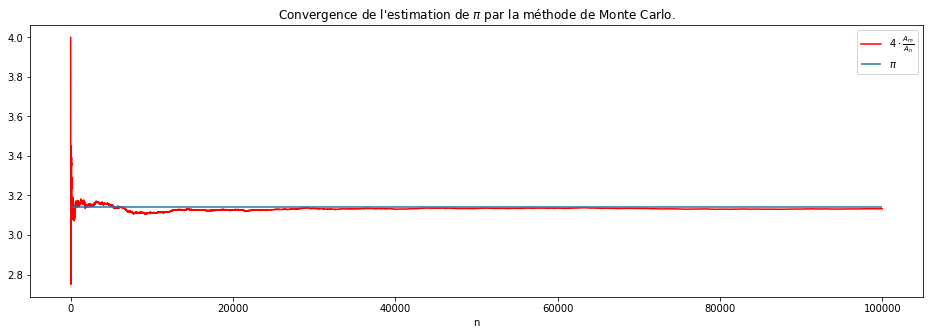 Convergence de l'estimation de π par la méthode de Monte Carlo.
4 · A_m/A_n
π
4.0
3.8
3.6
3.4
3.2
3.0
2.8
0 20000 40000 60000 80000 100000
n